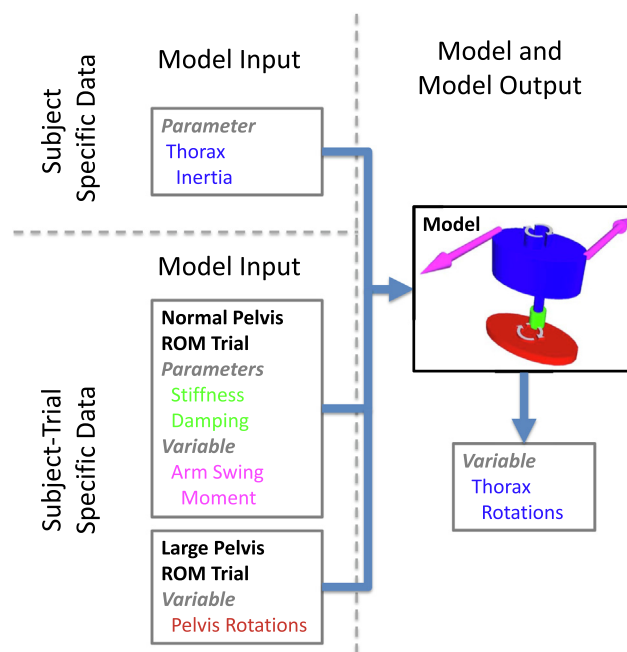 Subject
Specific Data
Model Input
Parameter
Thorax
Inertia
Subject-Trial
Specific Data
Model Input
Normal Pelvis
ROM Trial
Parameters
Stiffness
Damping
Variable
Arm Swing
Moment
Large Pelvis
ROM Trial
Variable
Pelvis Rotations
Model and
Model Output
Model
Variable
Thorax
Rotations